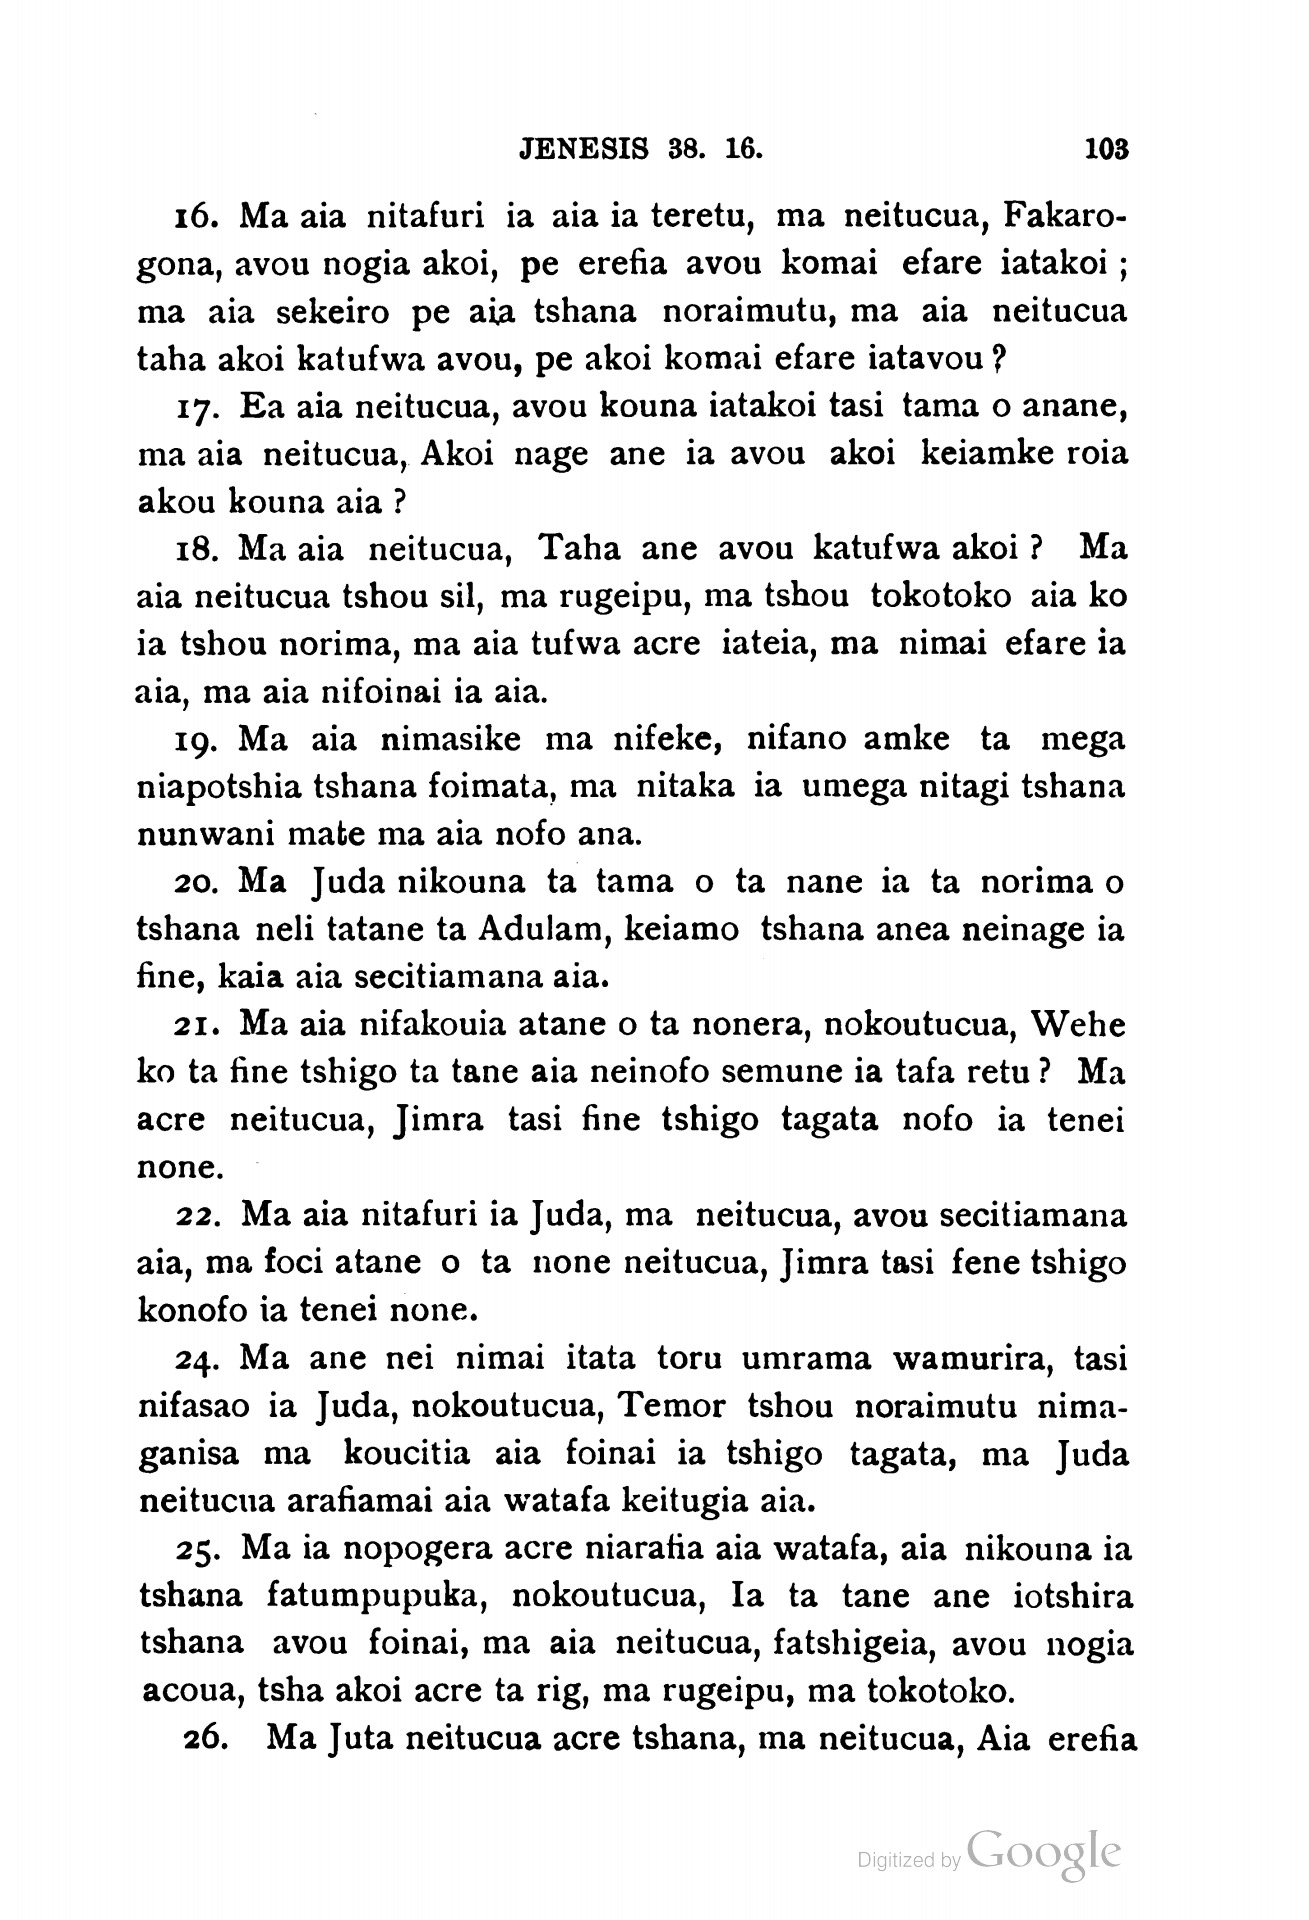 JENESIS 38. 16. 103
16. Ma aia nitafuri ia aia ia teretu, ma neitucua, Fakaro-
gona, avou nogia akoi, pe erefia avou komai efare iatakoi ;
ma aia sekeiro pe aia tshana noraimutu, ma aia neitucua
taha akoi katufwa avou, pe akoi komai efare iatavou ?
17. Ea aia neitucua, avou kouna iatakoi tasi tama o anane,
ma aia neitucua, Akoi nage ane ia avou akoi keiamke roia
akou kouna aia ?
18. Ma aia neitucua, Taha ane avou katufwa akoi ? Ma
aia neitucua tshou sil, ma rugeipu, ma tshou tokotoko aia ko
ia tshou norima, ma aia tufwa acre iateia, ma nimai efare ia
aia, ma aia nifoinai ia aia.
19. Ma aia nimasike ma nifeke, nifano amke ta mega
niapotshia tshana foimata, ma nitaka ia umega nitagi tshana
nunwani mate ma aia nofo ana.
20. Ma Juda nikouna ta tama o ta nane ia ta norima o
tshana neli tatane ta Adulam, keiamo tshana anea neinage ia
fine, kaia aia secitiamana aia.
21. Ma aia nifakouia atane o ta nonera, nokoutucua, Wehe
ko ta fine tshigo ta tane aia neinofo semune ia tafa retu ? Ma
acre neitucua, Jimra tasi fine tshigo tagata nofo ia tenei
none.
22. Ma aia nitafuri ia Juda, ma neitucua, avou secitiamana
aia, ma foci atane o ta none neitucua, Jimra tasi fene tshigo
konofo ia tenei none.
24. Ma ane nei nimai itata toru umrama wamurira, tasi
nifasao ia Juda, nokoutucua, Temor tshou noraimutu nima-
ganisa ma koucitia aia foinai ia tshigo tagata, ma Juda
neitucua arafiamai aia watafa keitugia aia.
25. Ma ia nopogera acre niarafia aia watafa, aia nikouna ia
tshana fatumpupuka, nokoutucua, Ia ta tane ane iotshira
tshana avou foinai, ma aia neitucua, fatshigeia, avou nogia
acoua, tsha akoi acre ta rig, ma rugeipu, ma tokotoko.
26. Ma Juta neitucua acre tshana, ma neitucua, Aia erefia
Digitized by Google